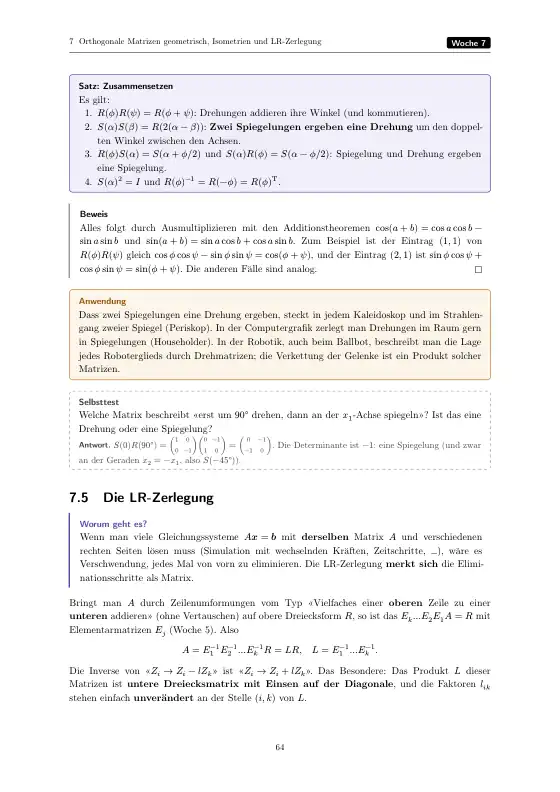 7 Orthogonale Matrizen geometrisch, Isometrien und LR-Zerlegung
Woche 7
Satz: Zusammensetzen
Es gilt:
1. R(ϕ)R(ψ) = R(ϕ + ψ): Drehungen addieren ihre Winkel (und kommutieren).
2. S(α)S(β) = R(2(α − β)): Zwei Spiegelungen ergeben eine Drehung um den doppel-
ten Winkel zwischen den Achsen.
3. R(ϕ)S(α) = S(α + ϕ/2) und S(α)R(ϕ) = S(α − ϕ/2): Spiegelung und Drehung ergeben
eine Spiegelung.
4. S(α)² = I und R(ϕ)⁻¹ = R(−ϕ) = R(ϕ)ᵀ.
Beweis
Alles folgt durch Ausmultiplizieren mit den Additionstheoremen cos(a + b) = cos a cos b −
sin a sin b und sin(a + b) = sin a cos b + cos a sin b. Zum Beispiel ist der Eintrag (1, 1) von
R(ϕ)R(ψ) gleich cos ϕ cos ψ − sin ϕ sin ψ = cos(ϕ + ψ), und der Eintrag (2, 1) ist sin ϕ cos ψ +
cos ϕ sin ψ = sin(ϕ + ψ). Die anderen Fälle sind analog. □
Anwendung
Dass zwei Spiegelungen eine Drehung ergeben, steckt in jedem Kaleidoskop und im Strahlen-
gang zweier Spiegel (Periskop). In der Computergrafik zerlegt man Drehungen im Raum gern
in Spiegelungen (Householder). In der Robotik, auch beim Ballbot, beschreibt man die Lage
jedes Roboterglieds durch Drehmatrizen; die Verkettung der Gelenke ist ein Produkt solcher
Matrizen.
Selbsttest
Welche Matrix beschreibt «erst um 90° drehen, dann an der x₁-Achse spiegeln»? Ist das eine
Drehung oder eine Spiegelung?
Antwort. S(0)R(90°) = (1 0; 0 −1)(0 −1; 1 0) = (0 −1; −1 0). Die Determinante ist −1: eine Spiegelung (und zwar
an der Geraden x₂ = −x₁, also S(−45°)).
7.5 Die LR-Zerlegung
Worum geht es?
Wenn man viele Gleichungssysteme Ax = b mit derselben Matrix A und verschiedenen
rechten Seiten lösen muss (Simulation mit wechselnden Kräften, Zeitschritte, ...), wäre es
Verschwendung, jedes Mal von vorn zu eliminieren. Die LR-Zerlegung merkt sich die Elimi-
nationsschritte als Matrix.
Bringt man A durch Zeilenumformungen vom Typ «Vielfaches einer oberen Zeile zu einer
unteren addieren» (ohne Vertauschen) auf obere Dreiecksform R, so ist das Eₖ...E₂E₁A = R mit
Elementarmatrizen Eⱼ (Woche 5). Also
A = E₁⁻¹E₂⁻¹...Eₖ⁻¹R = LR, L = E₁⁻¹...Eₖ⁻¹.
Die Inverse von «Zᵢ → Zᵢ − lZₖ» ist «Zᵢ → Zᵢ + lZₖ». Das Besondere: Das Produkt L dieser
Matrizen ist untere Dreiecksmatrix mit Einsen auf der Diagonale, und die Faktoren lᵢₖ
stehen einfach unverändert an der Stelle (i, k) von L.
64